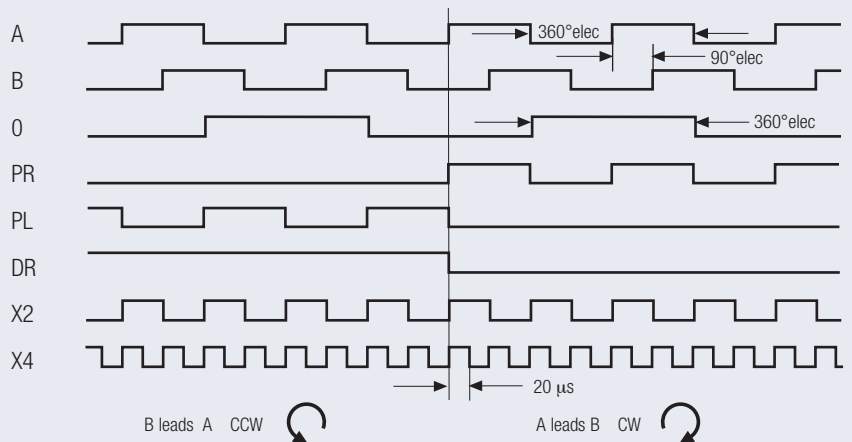 A
360°elec
90°elec
B
0
360°elec
PR
PL
DR
X2
X4
20 µs
B leads A CCW
A leads B CW